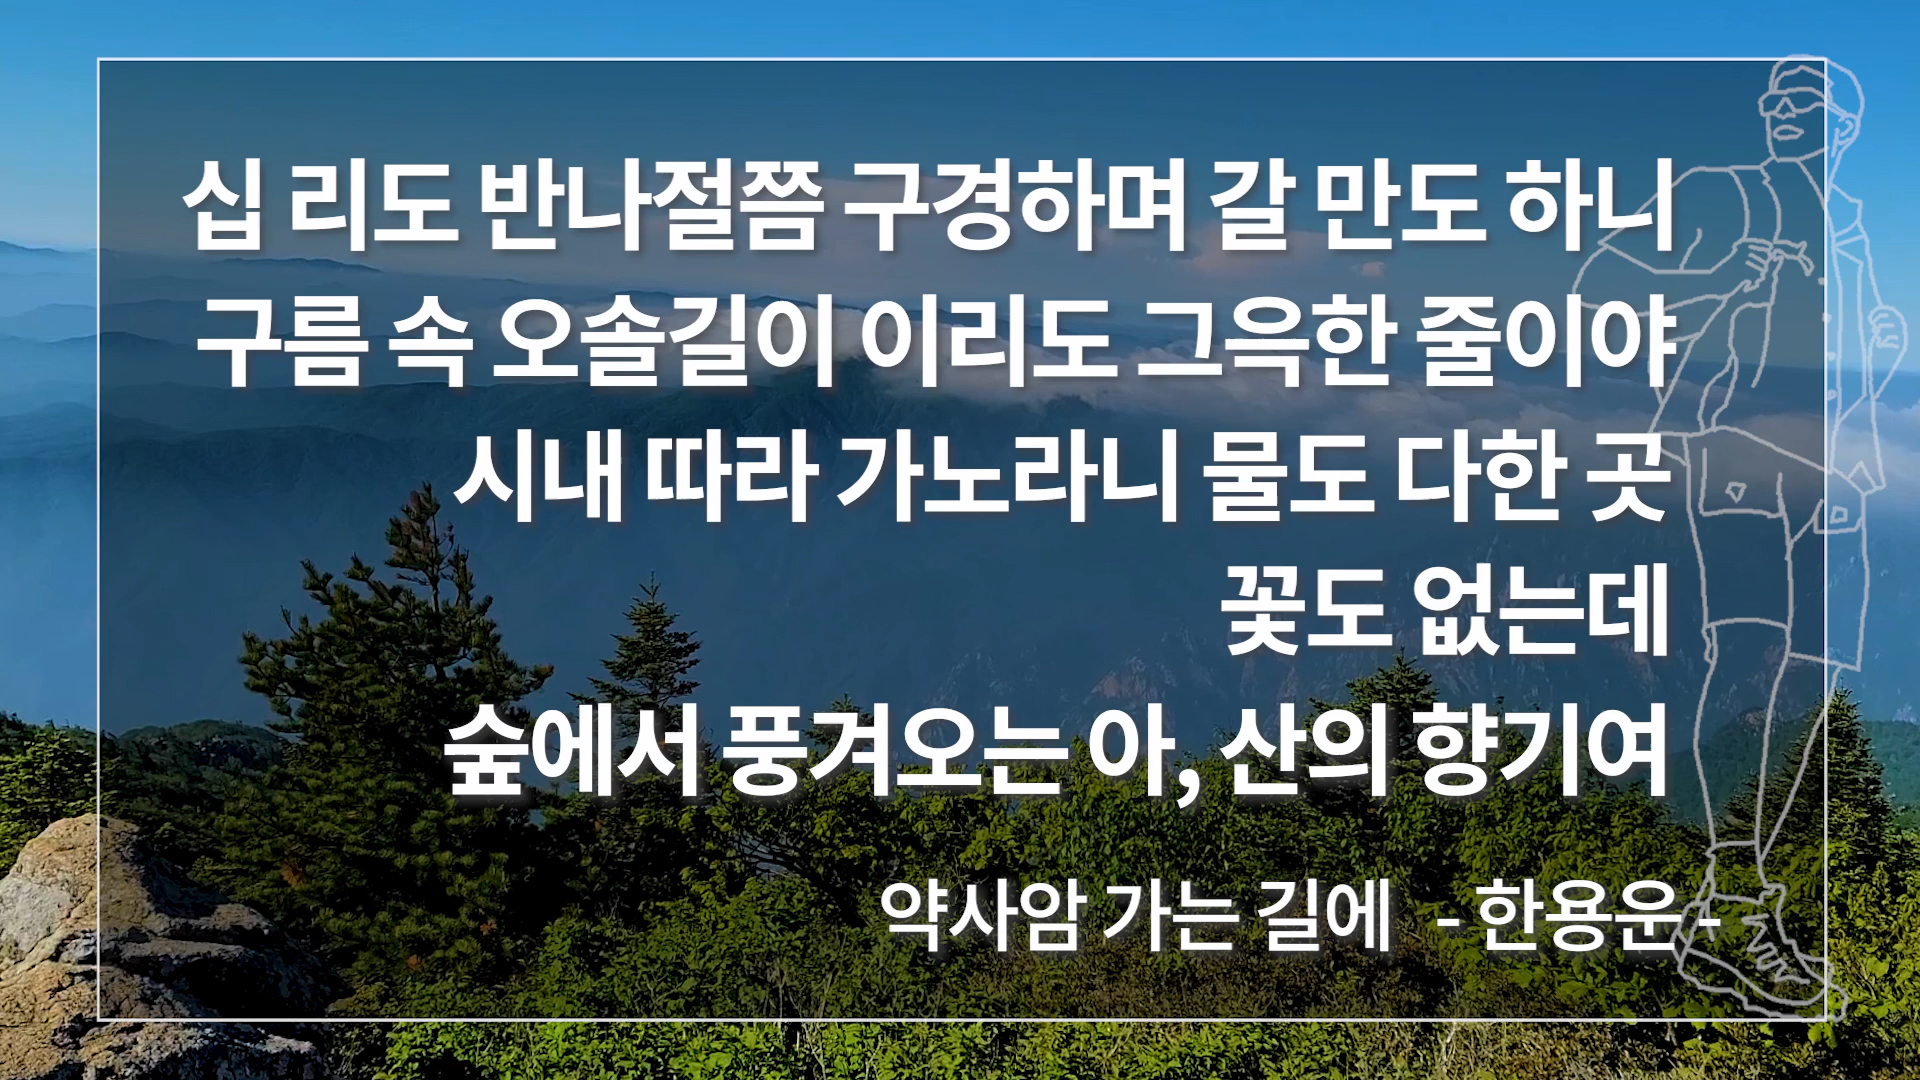 십 리도 반나절쯤 구경하며 갈 만도 하니
구름 속 오솔길이 이리도 그윽한 줄이야
시내 따라 가노라니 물도 다한 곳
꽃도 없는데
숲에서 풍겨오는 아, 산의 향기여
약사암 가는 길에 - 한용운 -